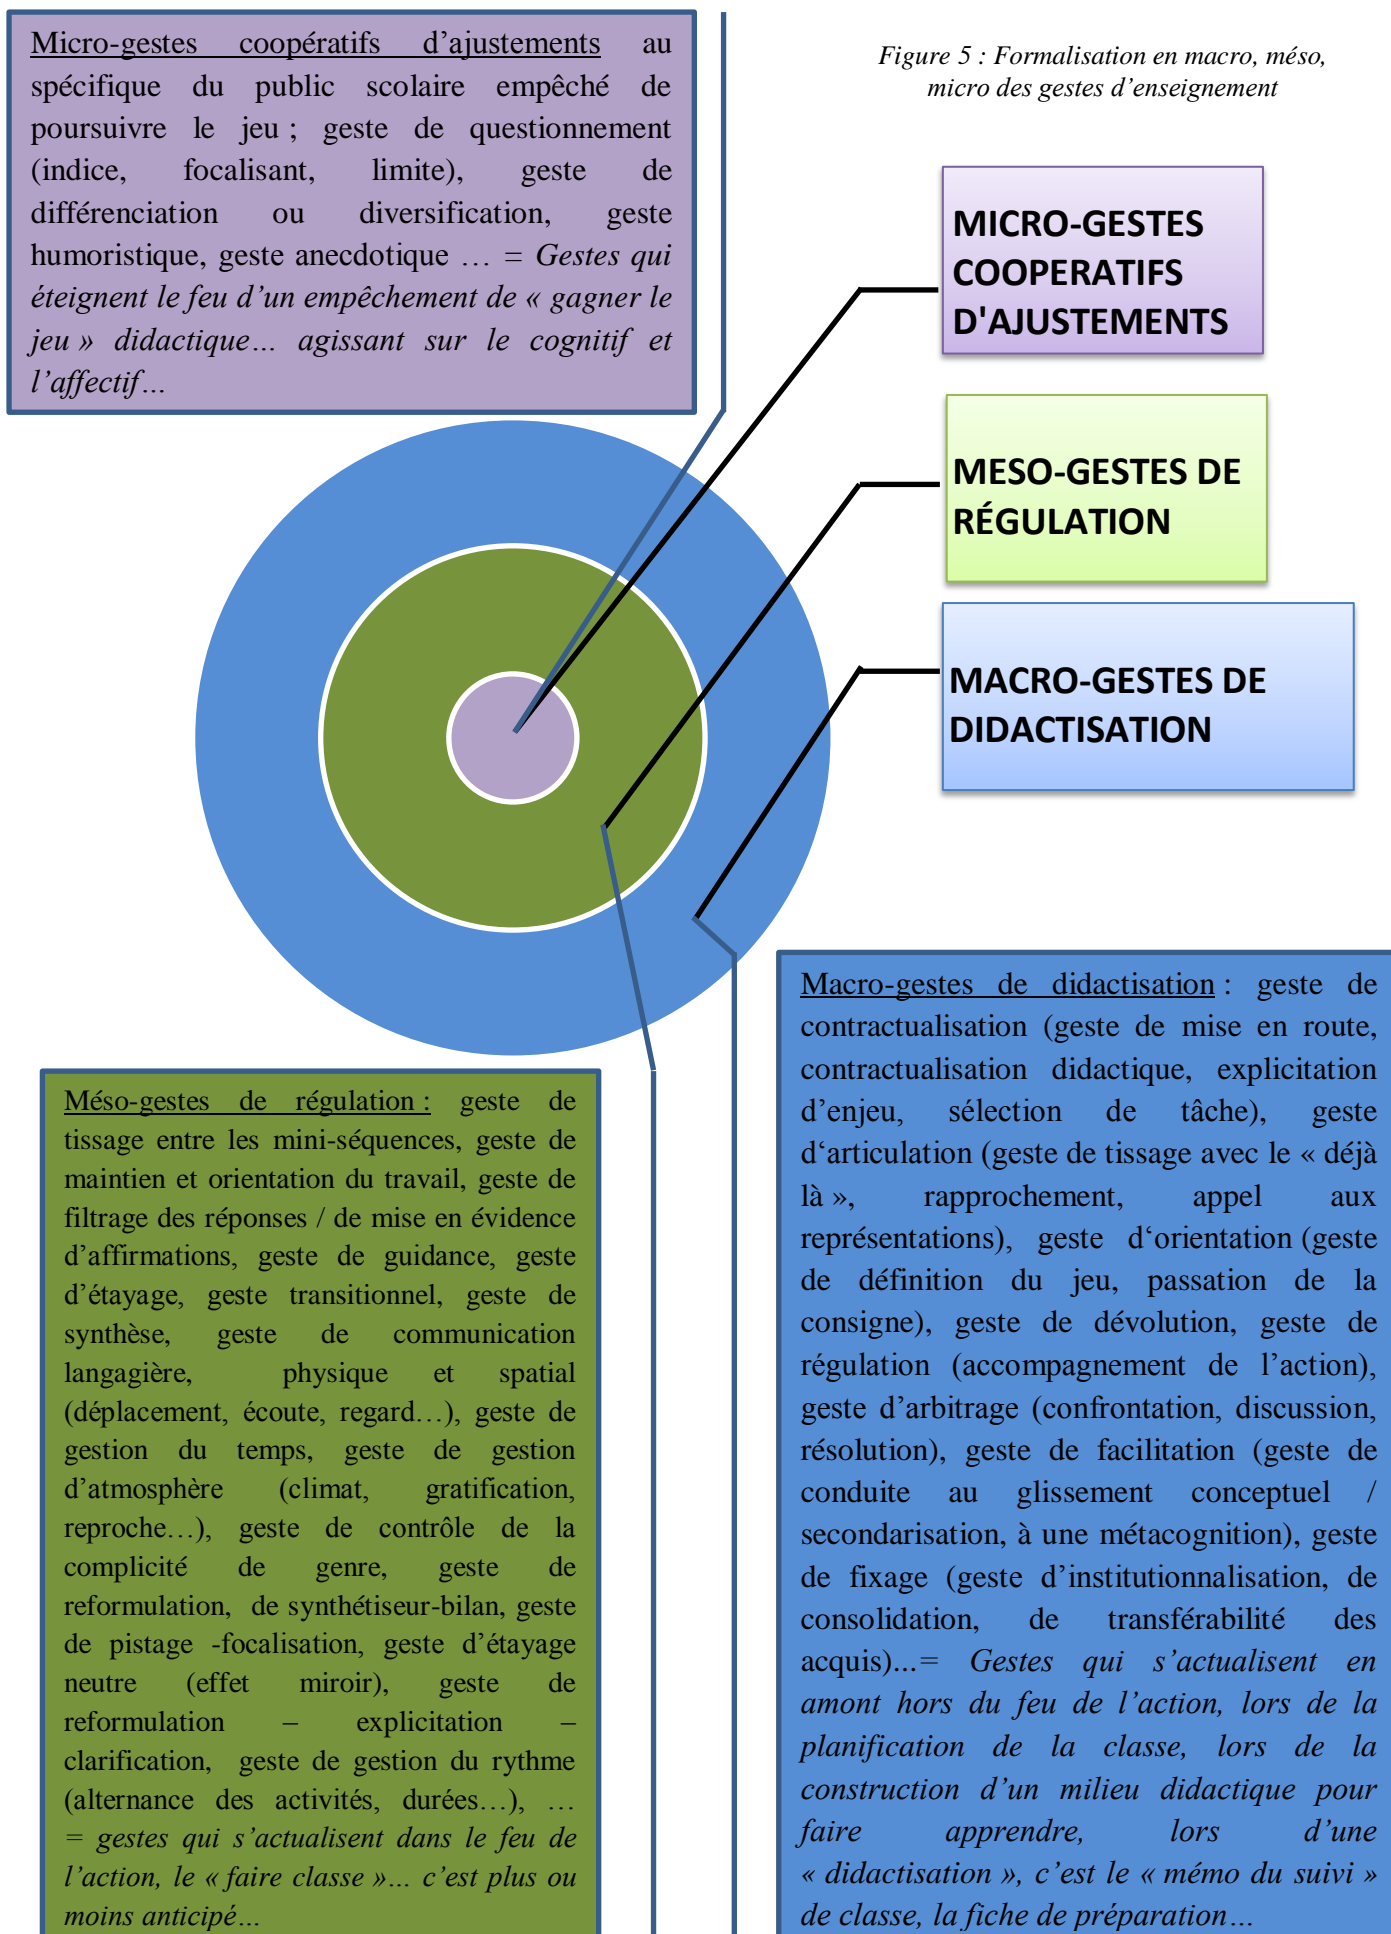 Micro-gestes coopératifs d’ajustements au
spécifique du public scolaire empêché de
poursuivre le jeu ; geste de questionnement
(indice, focalisant, limite), geste de
différenciation ou diversification, geste
humoristique, geste anecdotique … = Gestes qui
éteignent le feu d’un empêchement de « gagner le
jeu » didactique… agissant sur le cognitif et
l’affectif…
Figure 5 : Formalisation en macro, méso,
micro des gestes d’enseignement
MICRO-GESTES
COOPERATIFS
D'AJUSTEMENTS
MESO-GESTES DE
RÉGULATION
MACRO-GESTES DE
DIDACTISATION
Méso-gestes de régulation : geste de
tissage entre les mini-séquences, geste de
maintien et orientation du travail, geste de
filtrage des réponses / de mise en évidence
d’affirmations, geste de guidance, geste
d’étayage, geste transitionnel, geste de
synthèse, geste de communication
langagière, physique et spatial
(déplacement, écoute, regard…), geste de
gestion du temps, geste de gestion
d’atmosphère (climat, gratification,
reproche…), geste de contrôle de la
complicité de genre, geste de
reformulation, de synthétiseur-bilan, geste
de pistage -focalisation, geste d’étayage
neutre (effet miroir), geste de
reformulation – explicitation –
clarification, geste de gestion du rythme
(alternance des activités, durées…), …
= gestes qui s’actualisent dans le feu de
l’action, le « faire classe »… c’est plus ou
moins anticipé…
Macro-gestes de didactisation : geste de
contractualisation (geste de mise en route,
contractualisation didactique, explicitation
d’enjeu, sélection de tâche), geste
d‘articulation (geste de tissage avec le « déjà
là », rapprochement, appel aux
représentations), geste d‘orientation (geste
de définition du jeu, passation de la
consigne), geste de dévolution, geste de
régulation (accompagnement de l’action),
geste d’arbitrage (confrontation, discussion,
résolution), geste de facilitation (geste de
conduite au glissement conceptuel /
secondarisation, à une métacognition), geste
de fixage (geste d’institutionnalisation, de
consolidation, de transférabilité des
acquis)...= Gestes qui s’actualisent en
amont hors du feu de l’action, lors de la
planification de la classe, lors de la
construction d’un milieu didactique pour
faire apprendre, lors d’une
« didactisation », c’est le « mémo du suivi »
de classe, la fiche de préparation…